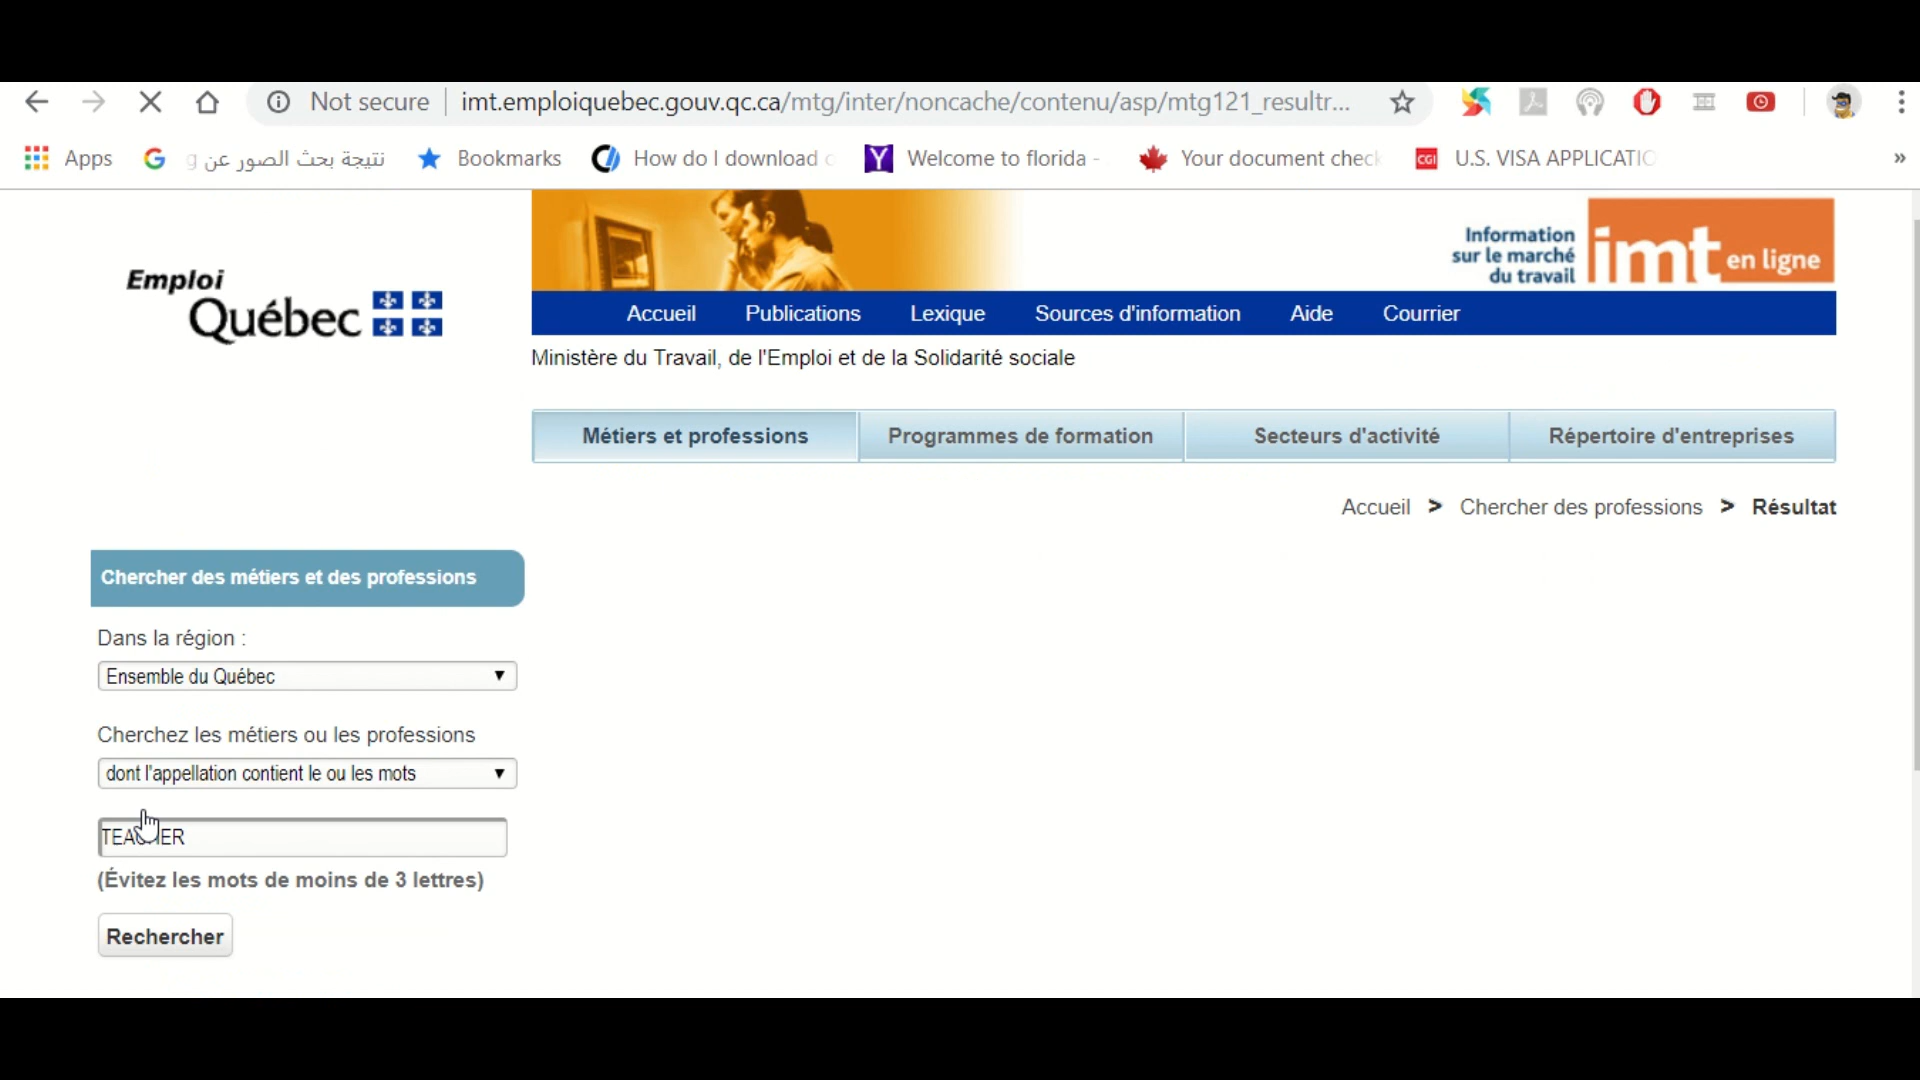 Not secure imt.emploiquebec.gouv.qc.ca/mtg/inter/noncache/contenu/asp/mtg121_resultr...
Apps نتيجة بحث الصور عن g Bookmarks How do I download Welcome to florida - Your document check CGI U.S. VISA APPLICATIO »
Emploi
Québec
Information
sur le marché
du travail
imt en ligne
Accueil Publications Lexique Sources d'information Aide Courrier
Ministère du Travail, de l'Emploi et de la Solidarité sociale
Métiers et professions Programmes de formation Secteurs d'activité Répertoire d'entreprises
Accueil > Chercher des professions > Résultat
Chercher des métiers et des professions
Dans la région :
Ensemble du Québec
Cherchez les métiers ou les professions
dont l'appellation contient le ou les mots
TEACHER
(Évitez les mots de moins de 3 lettres)
Rechercher